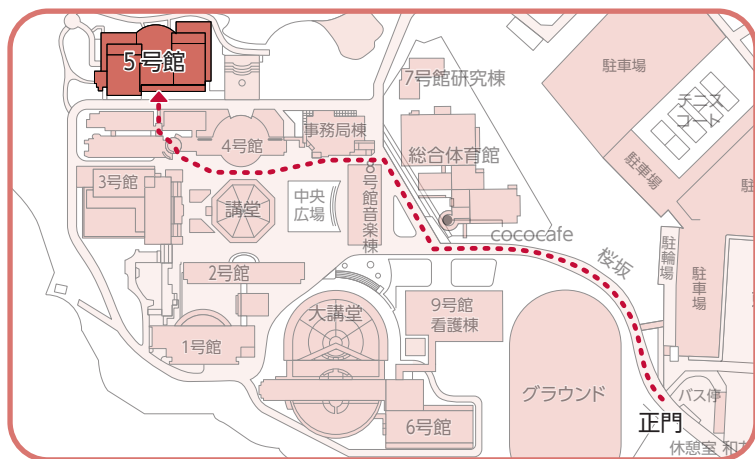 5号館
7号館研究棟
駐車場
テニス
コート
4号館
事務局棟
総合体育館
駐車場
3号館
講堂
中央
広場
8号館音楽棟
cococafe
桜坂
駐輪場
駐車場
2号館
大講堂
9号館
看護棟
1号館
グラウンド
バス停
正門
6号館
休憩室